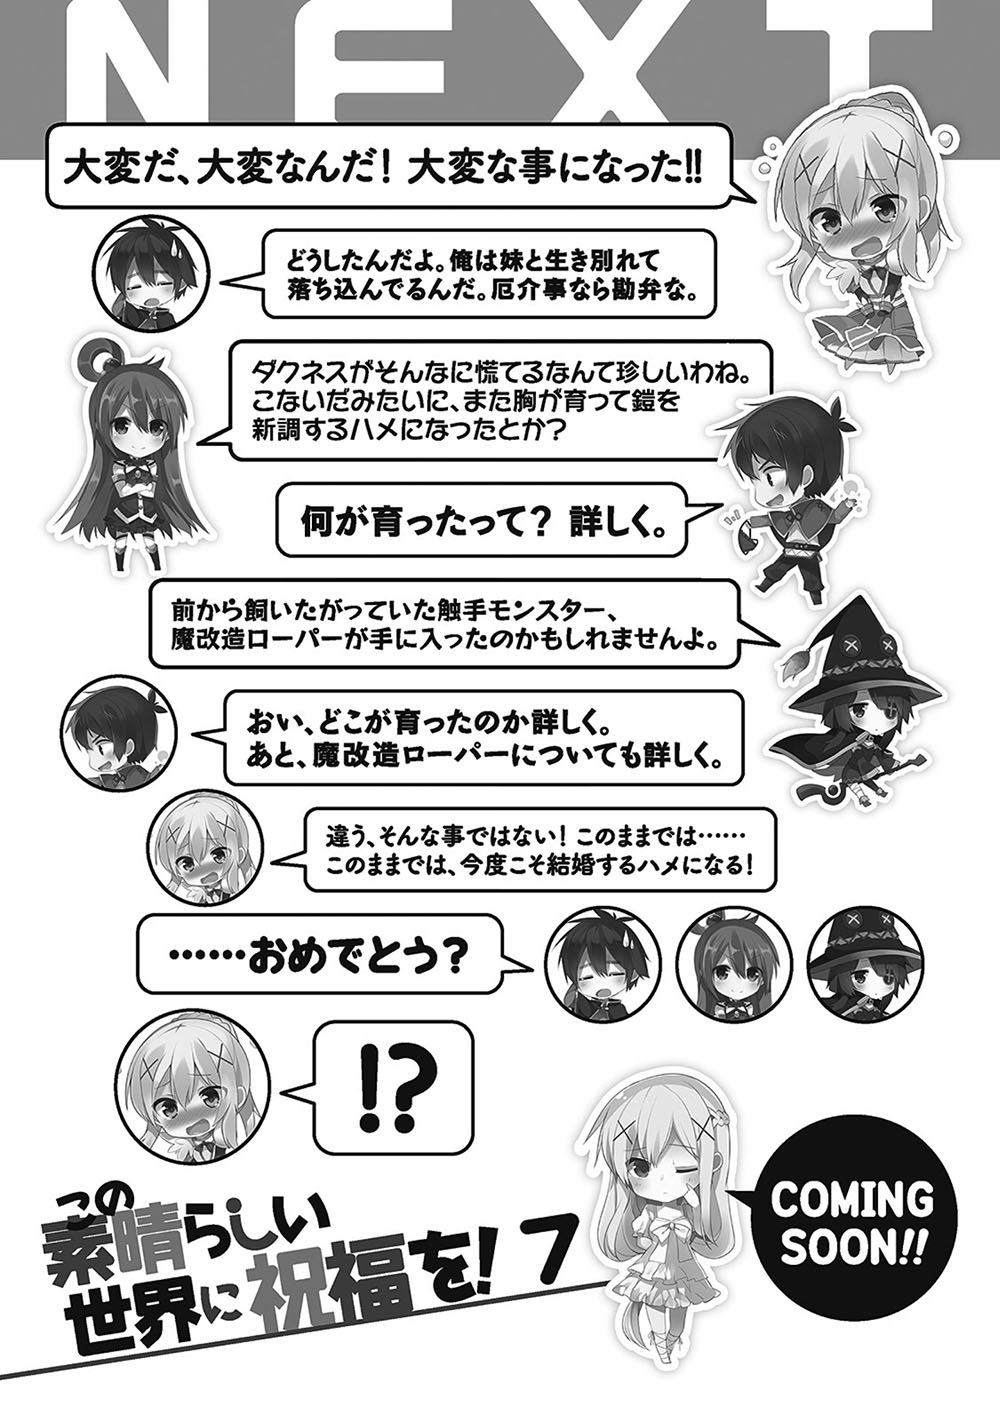 NEXT
大変だ、大変なんだ! 大変な事になった!!
どうしたんだよ。俺は妹と生き別れて
落ち込んでるんだ。厄介事なら勘弁な。
ダクネスがそんなに慌てるなんて珍しいわね。
こないだみたいに、また胸が育って鎧を
新調するハメになったとか?
何が育ったって? 詳しく。
前から飼いたがっていた触手モンスター、
魔改造ローパーが手に入ったのかもしれませんよ。
おい、どこが育ったのか詳しく。
あと、魔改造ローパーについても詳しく。
違う、そんな事ではない! このままでは……
このままでは、今度こそ結婚するハメになる!
……おめでとう?
!?
この
素晴らしい
世界に祝福を! 7
COMING
SOON!!